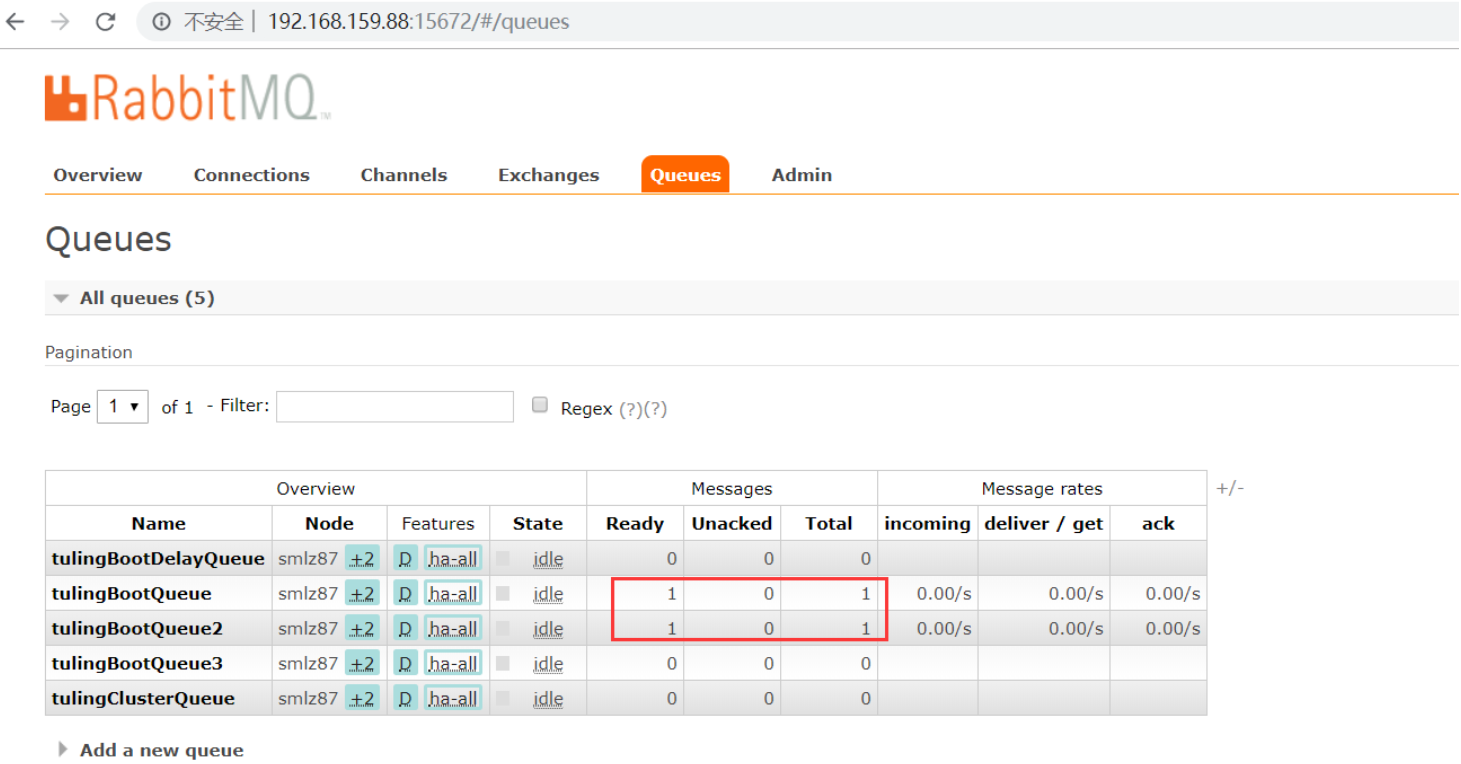 不安全 | 192.168.159.88:15672/#/queues
RabbitMQ TM
Overview Connections Channels Exchanges Queues Admin
Queues
All queues (5)
Pagination
Page 1 of 1 - Filter: Regex (?)(?)
Overview Messages Message rates +/-
Name Node Features State Ready Unacked Total incoming deliver / get ack
tulingBootDelayQueue smlz87 +2 D ha-all idle 0 0 0
tulingBootQueue smlz87 +2 D ha-all idle 1 0 1 0.00/s 0.00/s 0.00/s
tulingBootQueue2 smlz87 +2 D ha-all idle 1 0 1 0.00/s 0.00/s 0.00/s
tulingBootQueue3 smlz87 +2 D ha-all idle 0 0 0
tulingClusterQueue smlz87 +2 D ha-all idle 0 0 0
Add a new queue